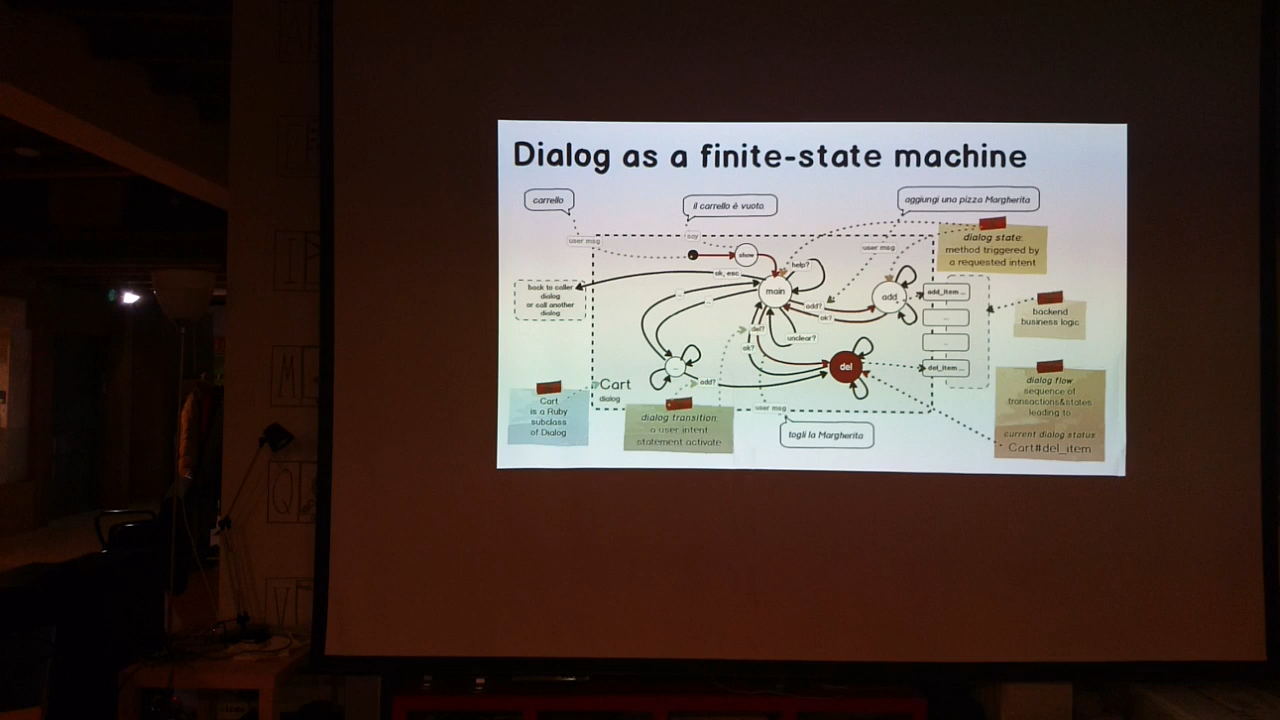 Dialog as a finite-state machine
carrello
il carrello è vuoto.
aggiungi una pizza Margherita
user msg
say
user msg
show
dialog state:
method triggered by
a requested intent
help?
ok, esc
back to caller
dialog
or call another
dialog
main
add
add_item ...
add?
ok?
...
...
...
...
backend
business logic
del?
unclear?
ok?
del
del_item ...
...
add?
Cart
dialog
Cart
is a Ruby
subclass
of Dialog
dialog transition:
a user intent
statement activate
user msg
togli la Margherita
dialog flow
sequence of
transactions&states
leading to
current dialog status
Cart#del_item